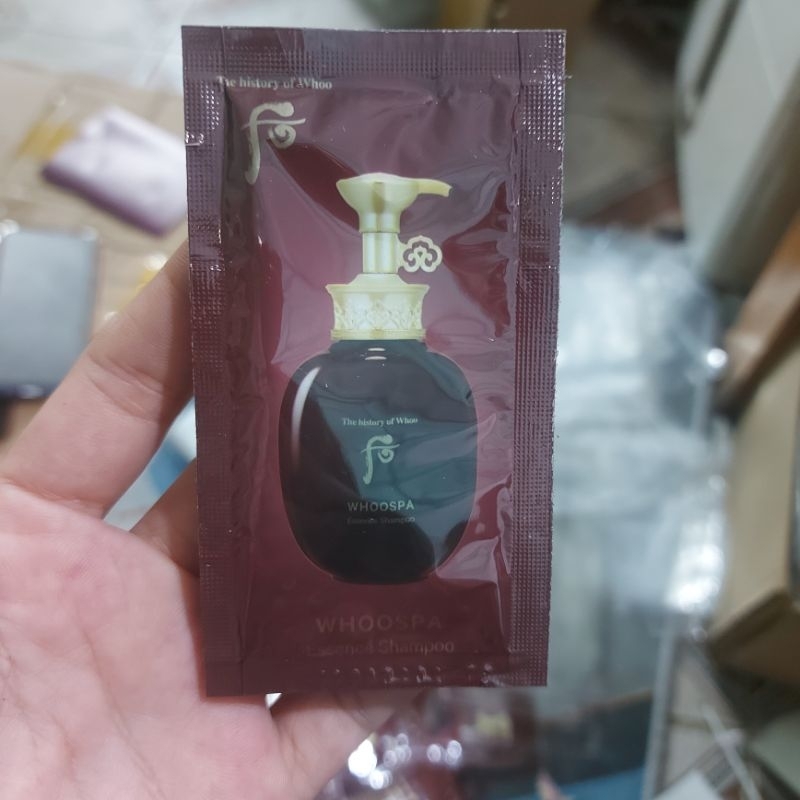 The history of Whoo
The history of Whoo
WHOOSPA
Essence Shampoo
WHOOSPA
Essence Shampoo